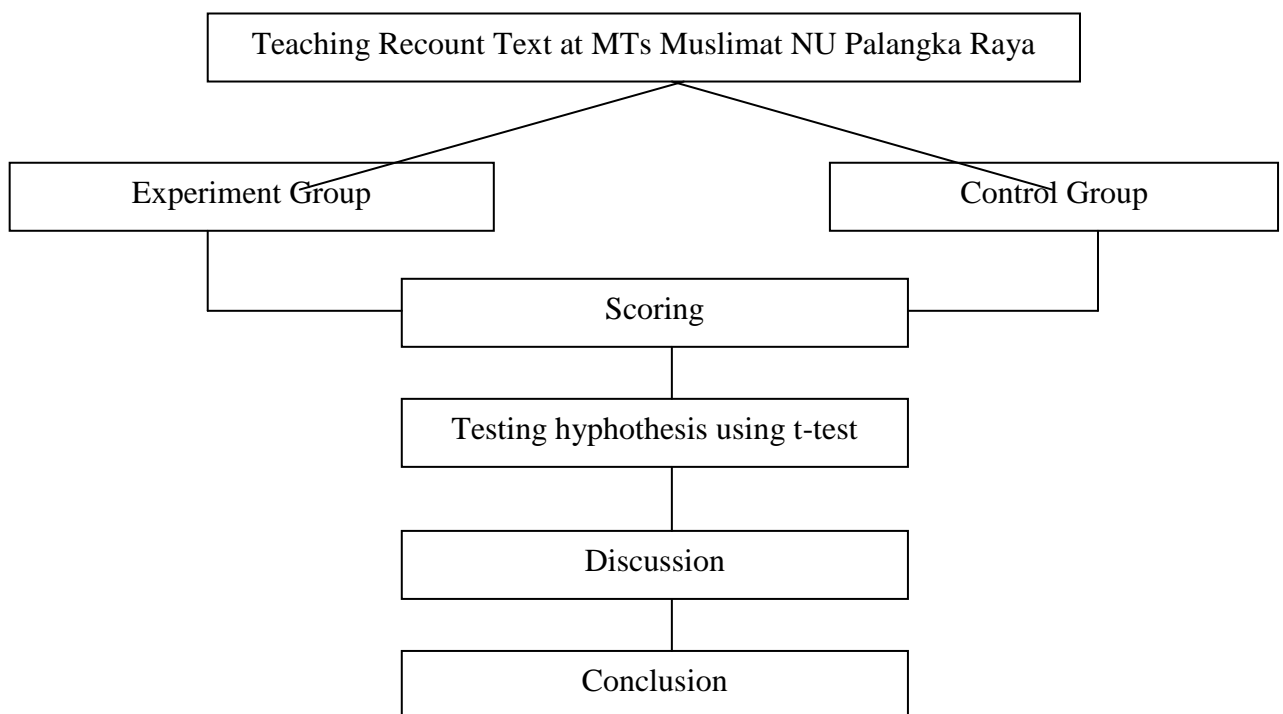 Teaching Recount Text at MTs Muslimat NU Palangka Raya
Experiment Group
Control Group
Scoring
Testing hyphothesis using t-test
Discussion
Conclusion